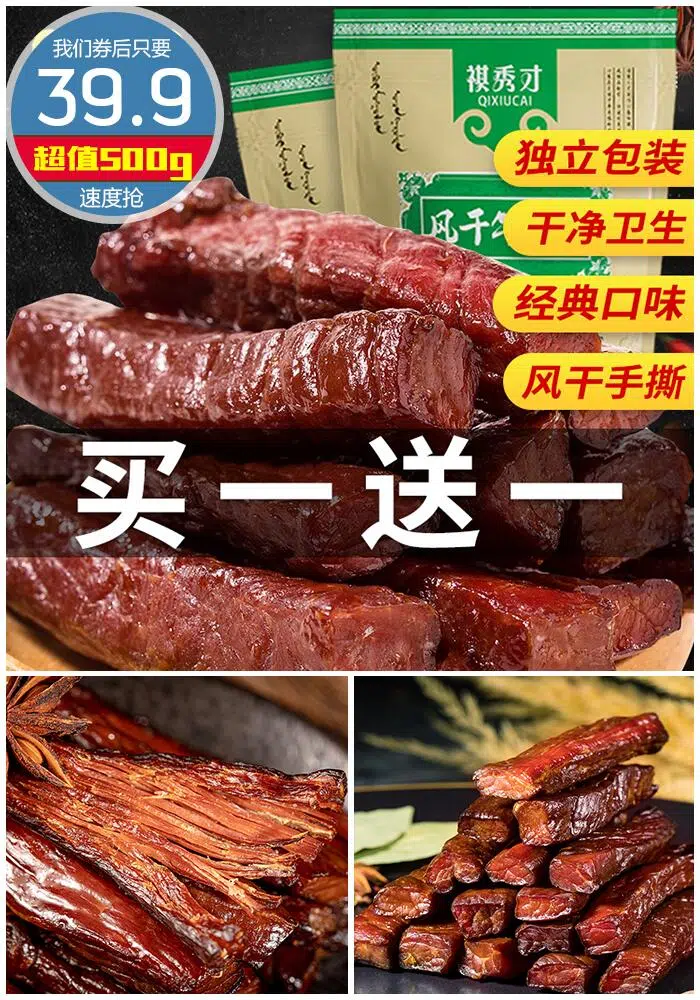 我们券后只要
39.9
超值500g
速度抢
祺秀才
QIXIUCAI
独立包装
风干
干净卫生
经典口味
风干手撕
买一送一